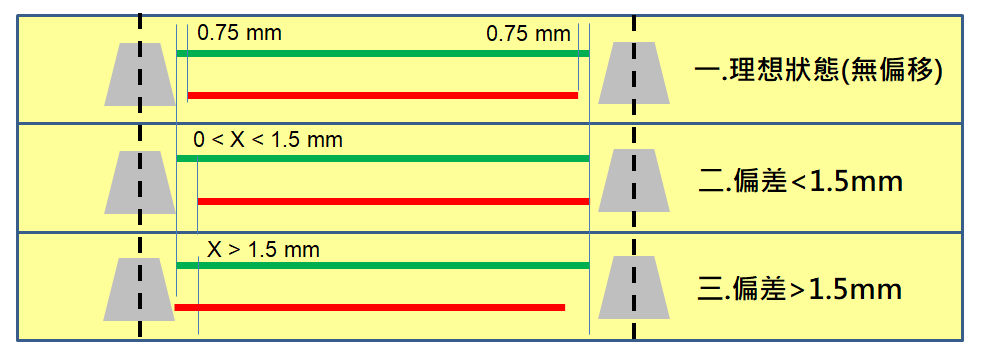 0.75 mm
0.75 mm
一.理想狀態(無偏移)
0 < X < 1.5 mm
二.偏差<1.5mm
X > 1.5 mm
三.偏差>1.5mm